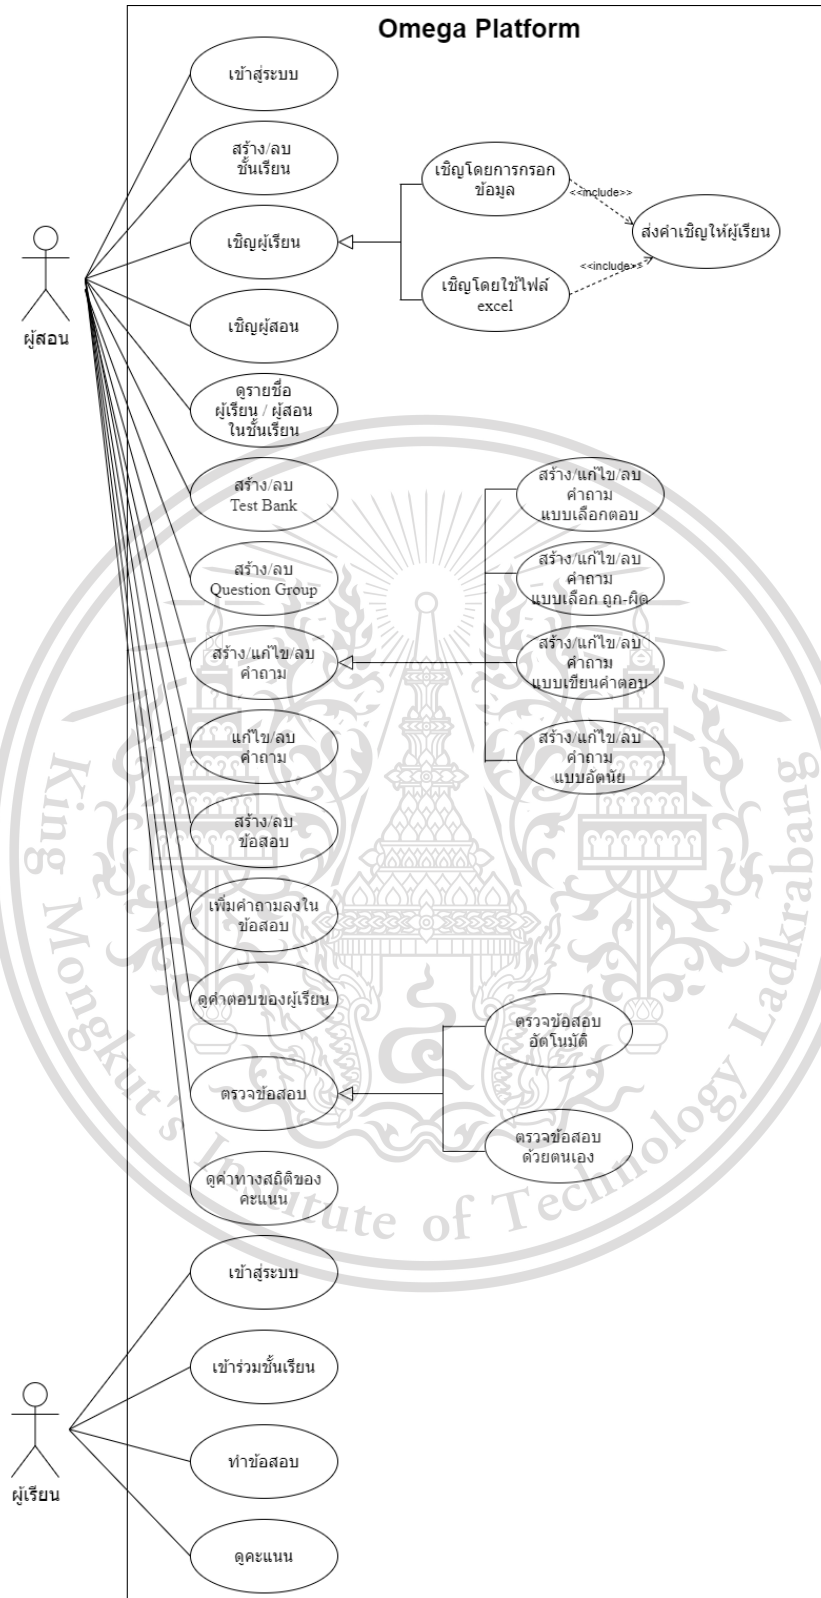 Omega Platform
เข้าสู่ระบบ
สร้าง/ลบ
ชั้นเรียน
เชิญโดยการกรอก
ข้อมูล
<<include>>
ส่งคำเชิญให้ผู้เรียน
เชิญผู้เรียน
<<include>>
เชิญโดยใช้ไฟล์
excel
ผู้สอน
เชิญผู้สอน
ดูรายชื่อ
ผู้เรียน / ผู้สอน
ในชั้นเรียน
สร้าง/ลบ
Test Bank
สร้าง/แก้ไข/ลบ
คำถาม
แบบเลือกตอบ
สร้าง/ลบ
Question Group
สร้าง/แก้ไข/ลบ
คำถาม
แบบเลือก ถูก-ผิด
สร้าง/แก้ไข/ลบ
คำถาม
สร้าง/แก้ไข/ลบ
คำถาม
แบบเขียนคำตอบ
แก้ไข/ลบ
คำถาม
สร้าง/แก้ไข/ลบ
คำถาม
แบบอัตนัย
สร้าง/ลบ
ข้อสอบ
เพิ่มคำถามลงใน
ข้อสอบ
ดูคำตอบของผู้เรียน
ตรวจข้อสอบ
อัตโนมัติ
ตรวจข้อสอบ
ตรวจข้อสอบ
ด้วยตนเอง
ดูค่าทางสถิติของ
คะแนน
King Mongkut's Institute of Technology Ladkrabang
เข้าสู่ระบบ
เข้าร่วมชั้นเรียน
ผู้เรียน
ทำข้อสอบ
ดูคะแนน